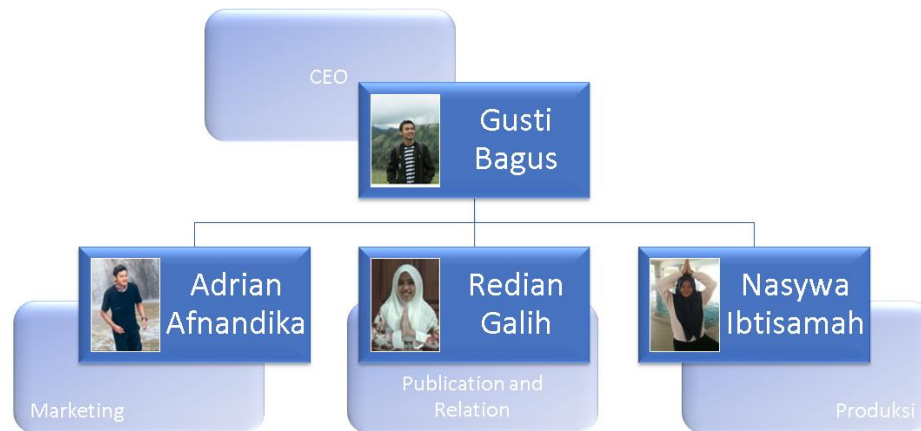 CEO
Gusti
Bagus
Adrian
Afnandika
Redian
Galih
Nasywa
Ibtisamah
Marketing
Publication and
Relation
Produksi